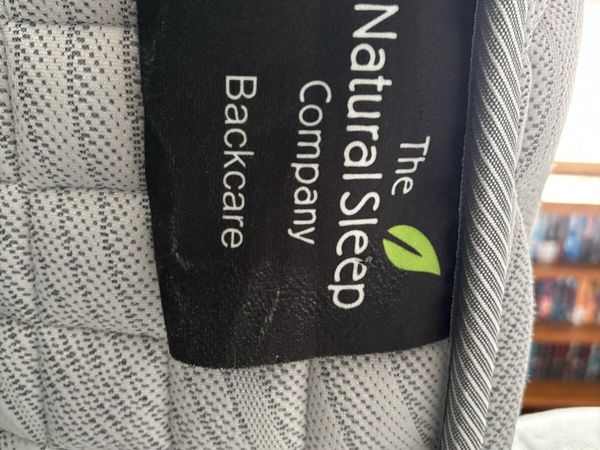 The
Natural Sleep
Company
Backcare